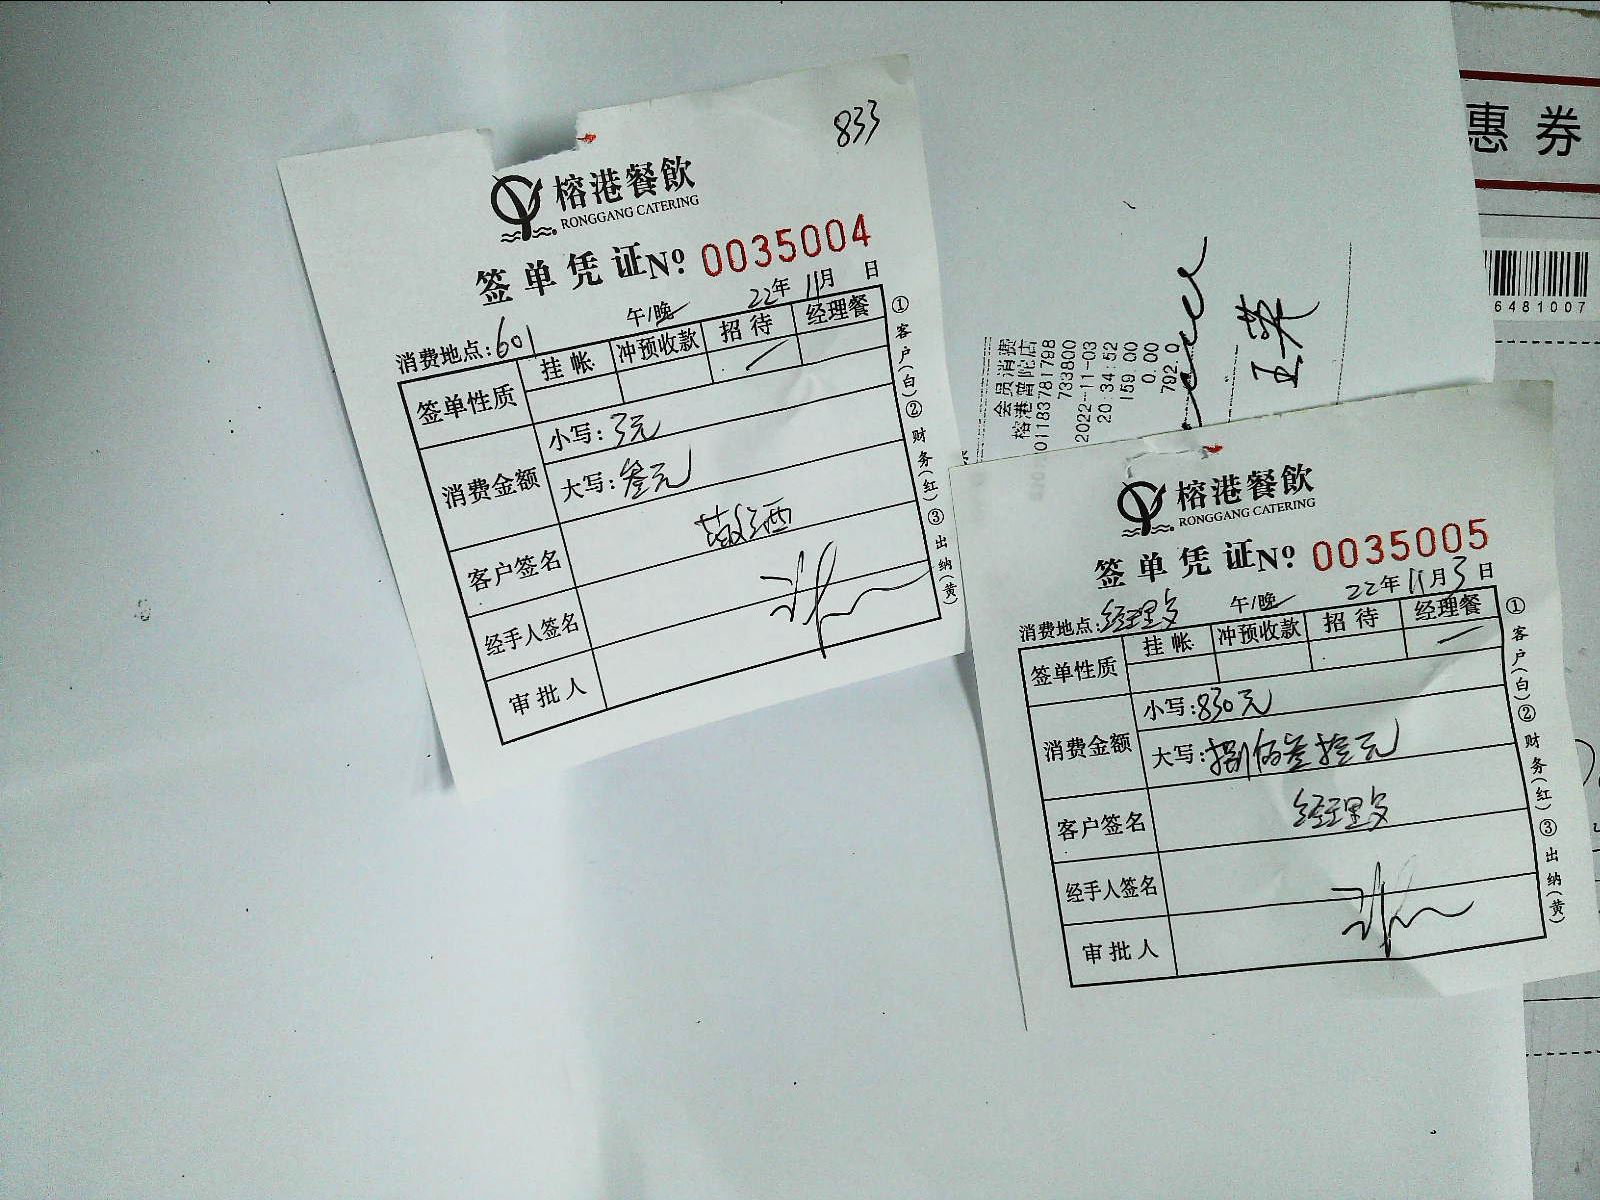 833
榕港餐飲
RONGGANG CATERING
签单凭证 Nº 0035004
22年11月 日
消费地点:601 午/晚
签单性质 挂帐 冲预收款 招待 经理餐
消费金额 小写:3元
大写:叁元
客户签名
经手人签名
审批人
①客户(白)②财务(红)③出纳(黄)
会员消费
榕港普陀店
01183781798
733800
2022-11-03
20:34:52
159.00
0.00
792.0
惠券
6481007
榕港餐飲
RONGGANG CATERING
签单凭证 Nº 0035005
22年11月3日
消费地点:经理餐 午/晚
签单性质 挂帐 冲预收款 招待 经理餐
消费金额 小写:830元
大写:捌佰叁拾元
客户签名 经理餐
经手人签名
审批人
①客户(白)②财务(红)③出纳(黄)